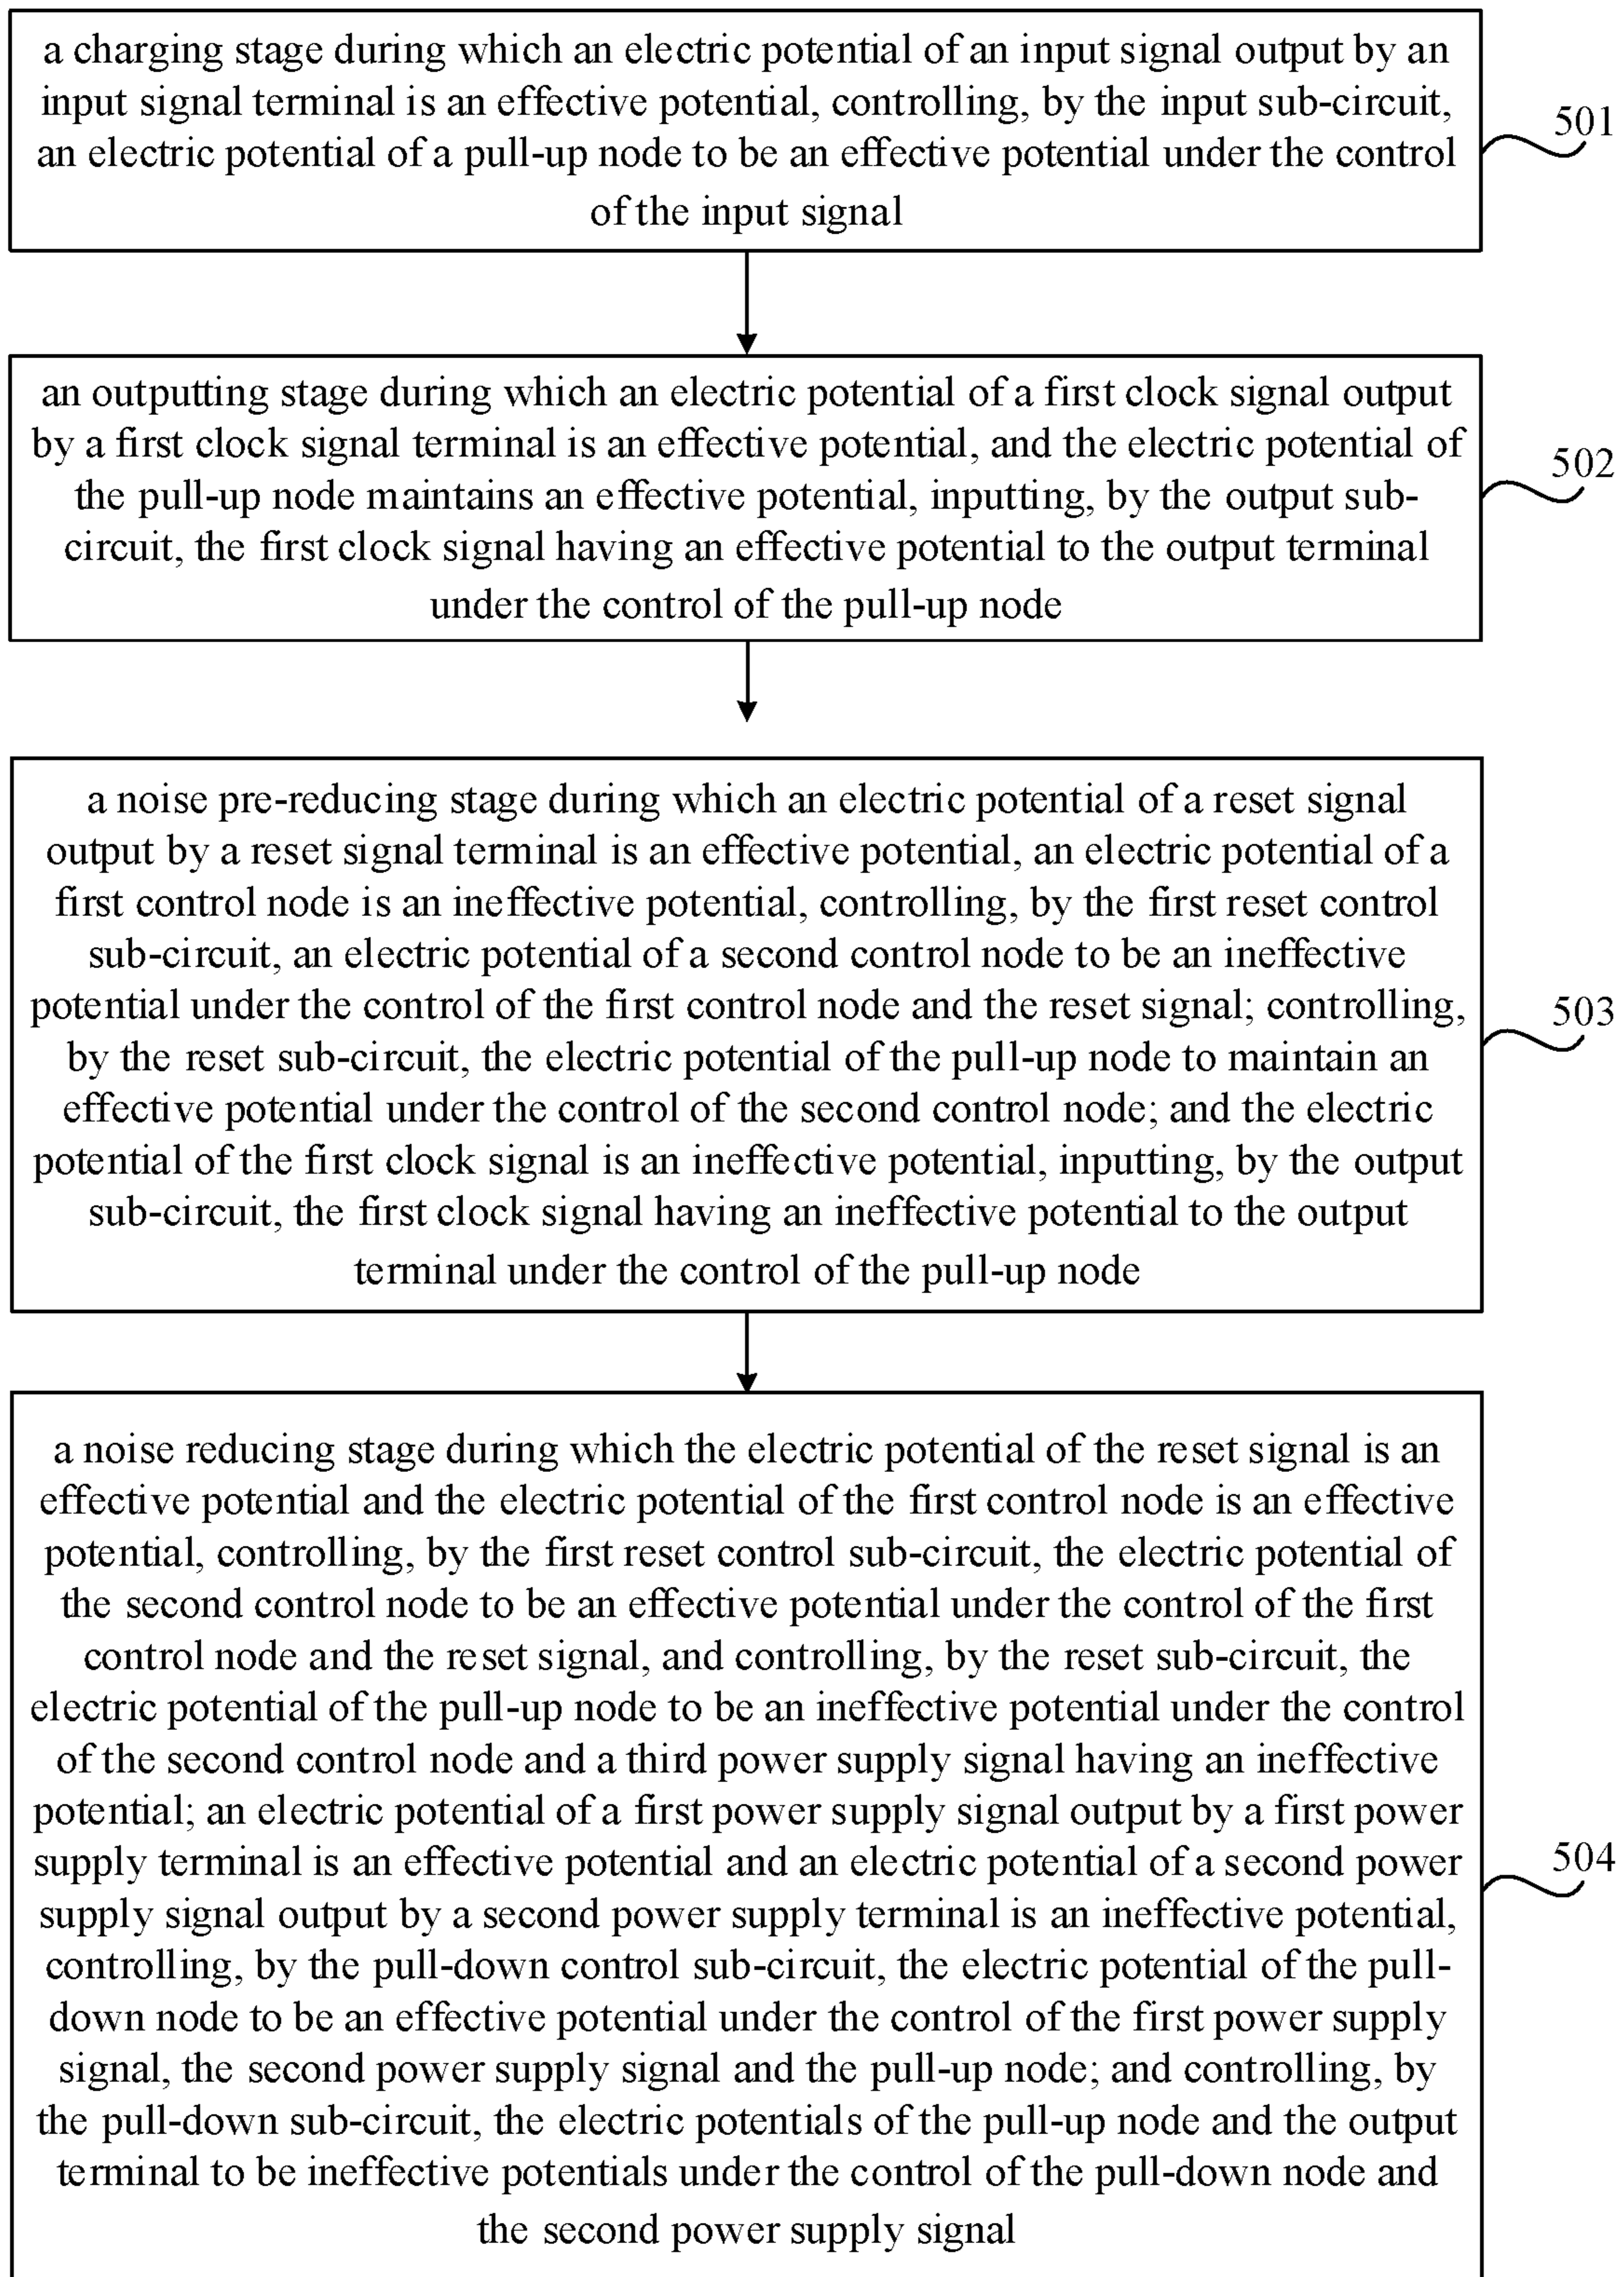 a charging stage during which an electric potential of an input signal output by an
input signal terminal is an effective potential, controlling, by the input sub-circuit,
an electric potential of a pull-up node to be an effective potential under the control
of the input signal
501
an outputting stage during which an electric potential of a first clock signal output
by a first clock signal terminal is an effective potential, and the electric potential of
the pull-up node maintains an effective potential, inputting, by the output sub-
circuit, the first clock signal having an effective potential to the output terminal
under the control of the pull-up node
502
a noise pre-reducing stage during which an electric potential of a reset signal
output by a reset signal terminal is an effective potential, an electric potential of a
first control node is an ineffective potential, controlling, by the first reset control
sub-circuit, an electric potential of a second control node to be an ineffective
potential under the control of the first control node and the reset signal; controlling,
by the reset sub-circuit, the electric potential of the pull-up node to maintain an
effective potential under the control of the second control node; and the electric
potential of the first clock signal is an ineffective potential, inputting, by the output
sub-circuit, the first clock signal having an ineffective potential to the output
terminal under the control of the pull-up node
503
a noise reducing stage during which the electric potential of the reset signal is an
effective potential and the electric potential of the first control node is an effective
potential, controlling, by the first reset control sub-circuit, the electric potential of
the second control node to be an effective potential under the control of the first
control node and the reset signal, and controlling, by the reset sub-circuit, the
electric potential of the pull-up node to be an ineffective potential under the control
of the second control node and a third power supply signal having an ineffective
potential; an electric potential of a first power supply signal output by a first power
supply terminal is an effective potential and an electric potential of a second power
supply signal output by a second power supply terminal is an ineffective potential,
controlling, by the pull-down control sub-circuit, the electric potential of the pull-
down node to be an effective potential under the control of the first power supply
signal, the second power supply signal and the pull-up node; and controlling, by
the pull-down sub-circuit, the electric potentials of the pull-up node and the output
terminal to be ineffective potentials under the control of the pull-down node and
the second power supply signal
504